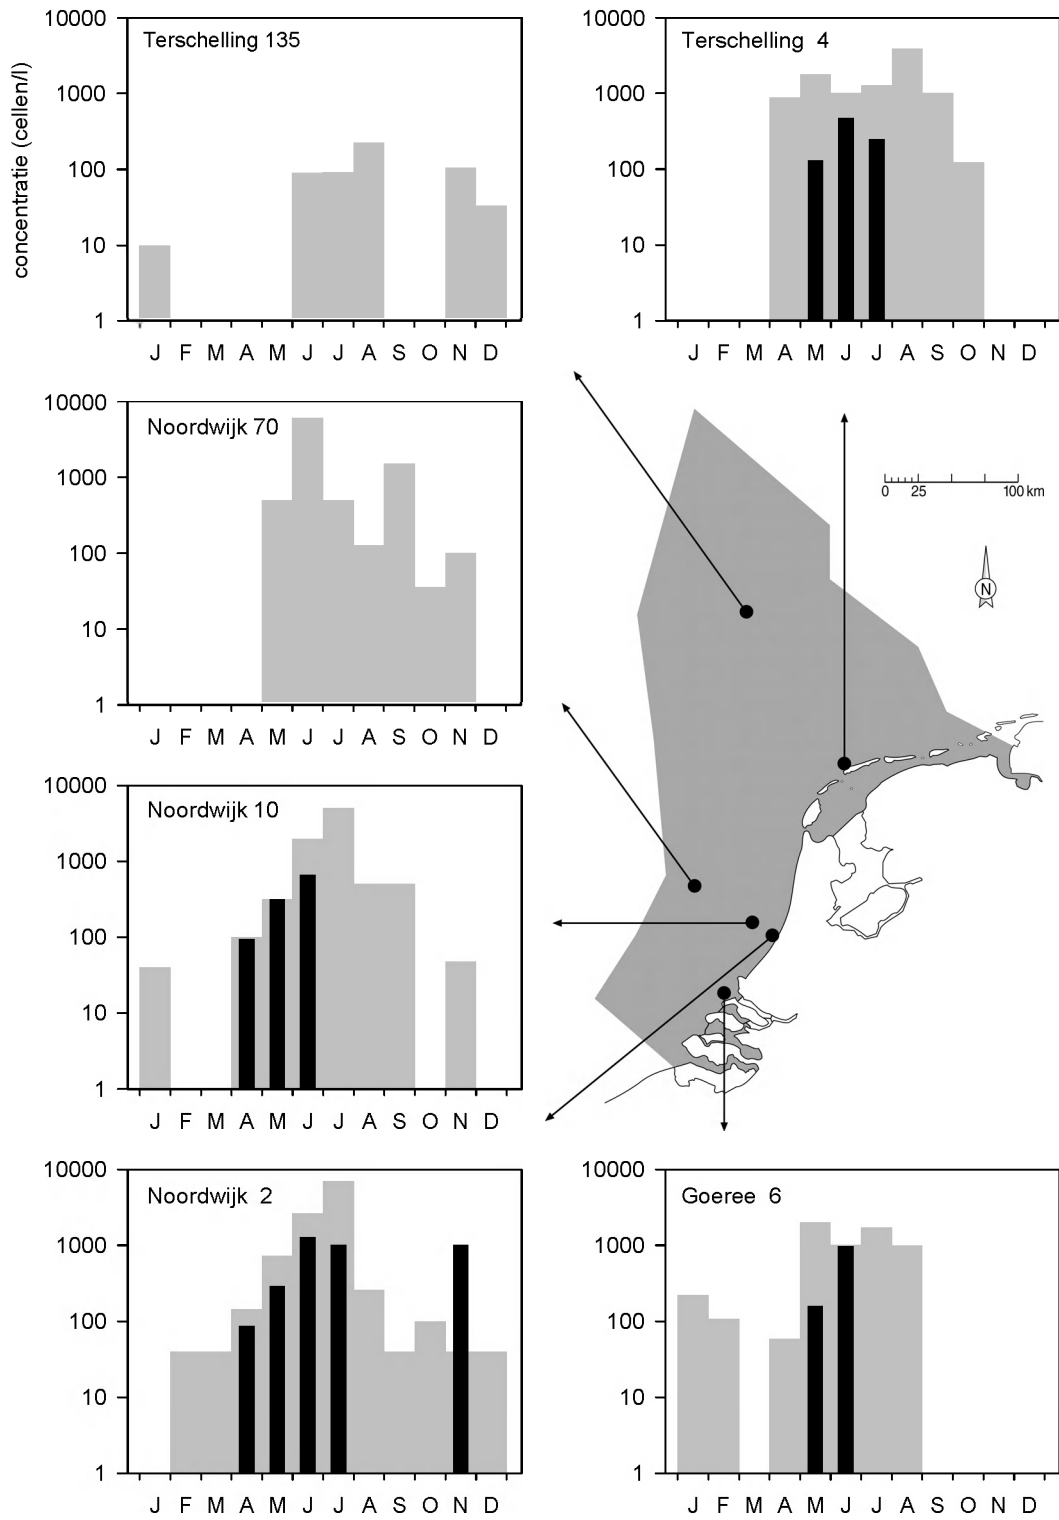 concentratie (cellen/l)
Terschelling 135
10000
1000
100
10
1
J F M A M J J A S O N D
Terschelling 4
10000
1000
100
10
1
J F M A M J J A S O N D
Noordwijk 70
10000
1000
100
10
1
J F M A M J J A S O N D
0 25 100 km
N
Noordwijk 10
10000
1000
100
10
1
J F M A M J J A S O N D
Noordwijk 2
10000
1000
100
10
1
J F M A M J J A S O N D
Goeree 6
10000
1000
100
10
1
J F M A M J J A S O N D